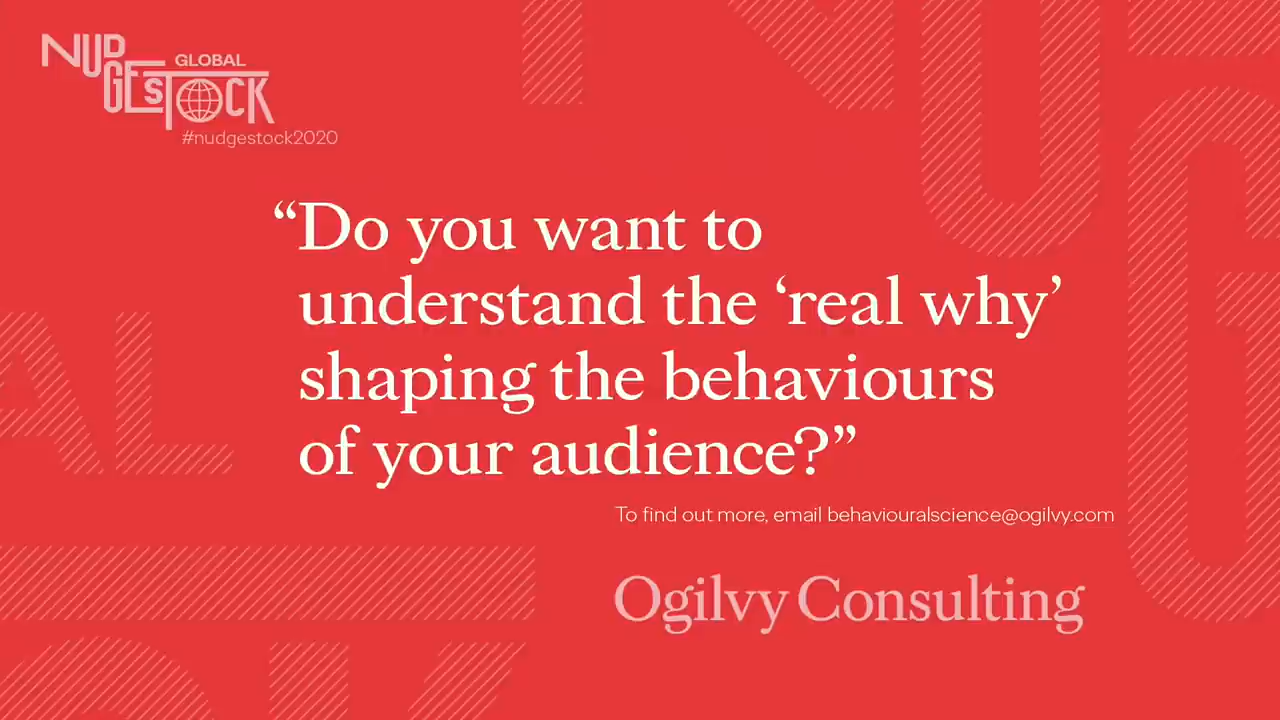 NUDGESTOCK
GLOBAL
#nudgestock2020
“Do you want to
understand the ‘real why’
shaping the behaviours
of your audience?”
To find out more, email behaviouralscience@ogilvy.com
Ogilvy Consulting